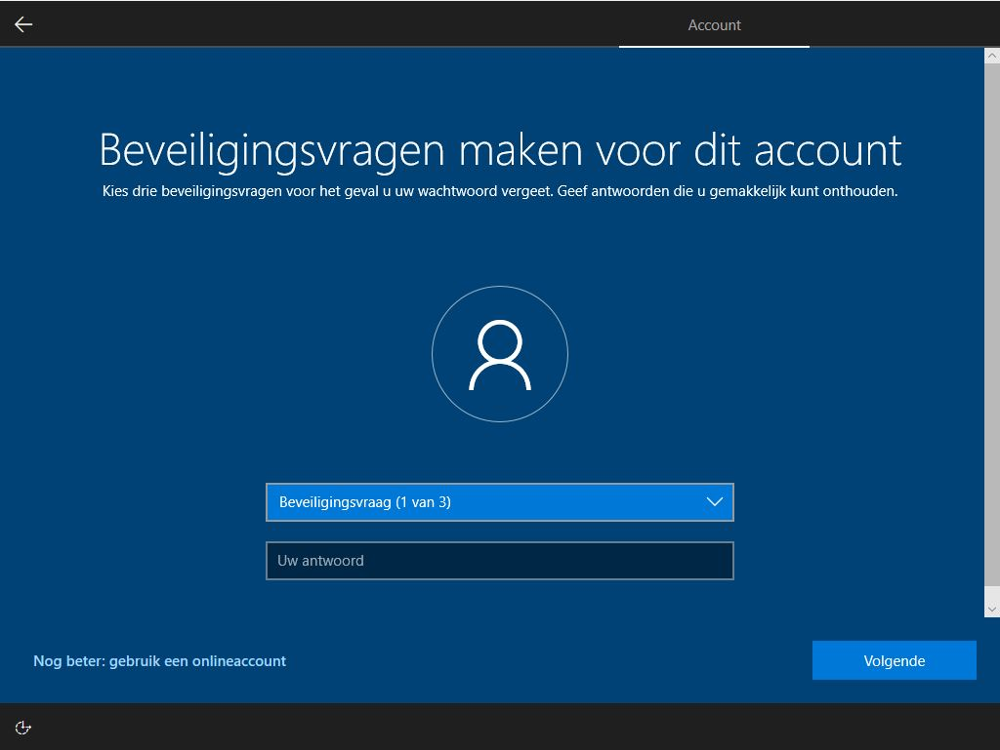 Account
Beveiligingsvragen maken voor dit account
Kies drie beveiligingsvragen voor het geval u uw wachtwoord vergeet. Geef antwoorden die u gemakkelijk kunt onthouden.
Beveiligingsvraag (1 van 3)
Uw antwoord
Nog beter: gebruik een onlineaccount
Volgende